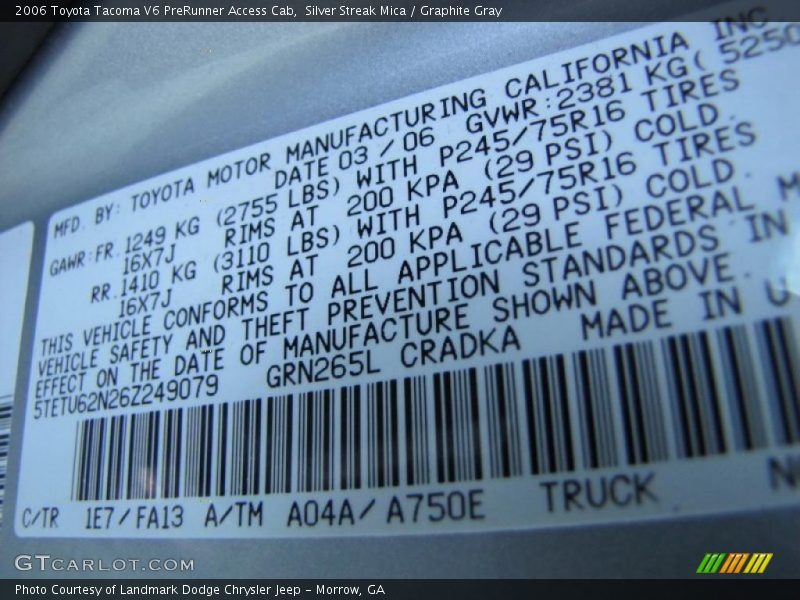 2006 Toyota Tacoma V6 PreRunner Access Cab,  Silver Streak Mica / Graphite Gray
MFD. BY: TOYOTA MOTOR MANUFACTURING CALIFORNIA INC
DATE 03 / 06 GVWR: 2381 KG( 5250
GAWR: FR. 1249 KG (2755 LBS) WITH P245/75R16 TIRES
16X7J RIMS AT 200 KPA (29 PSI) COLD.
RR. 1410 KG (3110 LBS) WITH P245/75R16 TIRES
16X7J RIMS AT 200 KPA (29 PSI) COLD.
THIS VEHICLE CONFORMS TO ALL APPLICABLE FEDERAL M
VEHICLE SAFETY AND THEFT PREVENTION STANDARDS IN
EFFECT ON THE DATE OF MANUFACTURE SHOWN ABOVE.
5TETU62N26Z249079 GRN265L CRADKA MADE IN U
C/TR 1E7/FA13 A/TM A04A/A750E TRUCK N
GTCARLOT.COM
Photo Courtesy of Landmark Dodge Chrysler Jeep - Morrow, GA